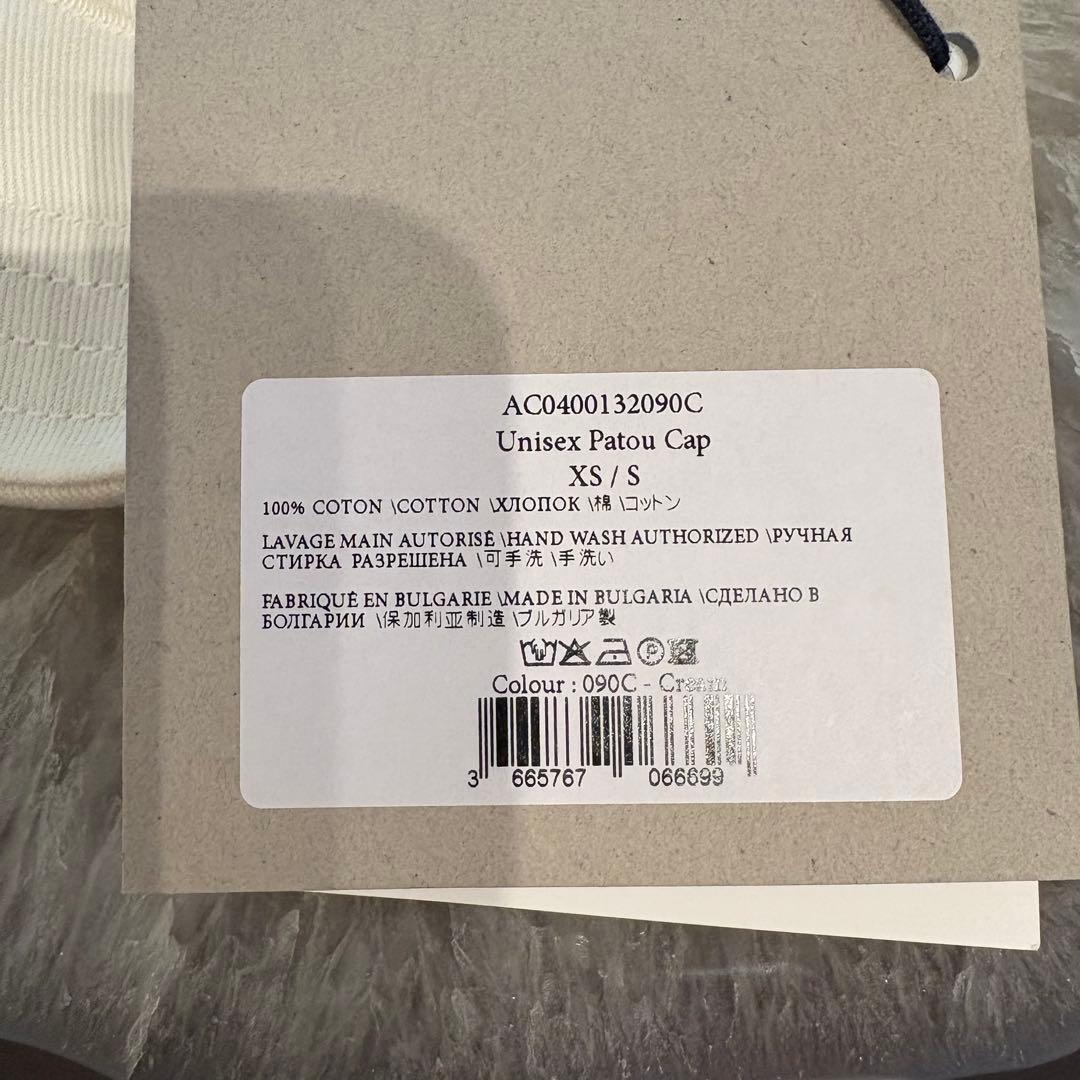 AC0400132090C
Unisex Patou Cap
XS / S
100% COTON \COTTON \ХЛОПОК \棉 \コットン
LAVAGE MAIN AUTORISÉ \HAND WASH AUTHORIZED \РУЧНАЯ
СТИРКА РАЗРЕШЕНА \可手洗 \手洗い
FABRIQUÉ EN BULGARIE \MADE IN BULGARIA \СДЕЛАНО В
БОЛГАРИИ \保加利亚制造 \ブルガリア製
P
Colour : 090C - Cream
3 665767 066699